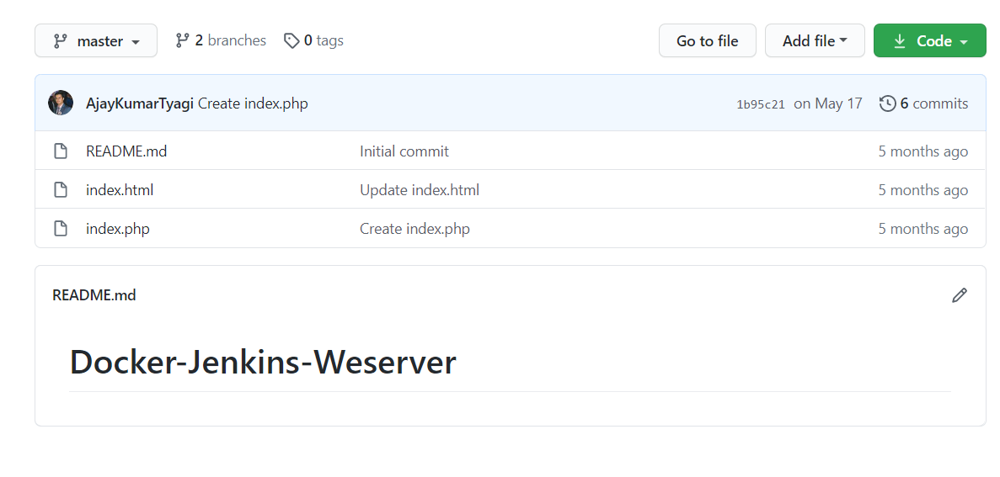 master 2 branches 0 tags Go to file Add file Code
AjayKumarTyagi Create index.php 1b95c21 on May 17 6 commits
README.md Initial commit 5 months ago
index.html Update index.html 5 months ago
index.php Create index.php 5 months ago
README.md
Docker-Jenkins-Weserver